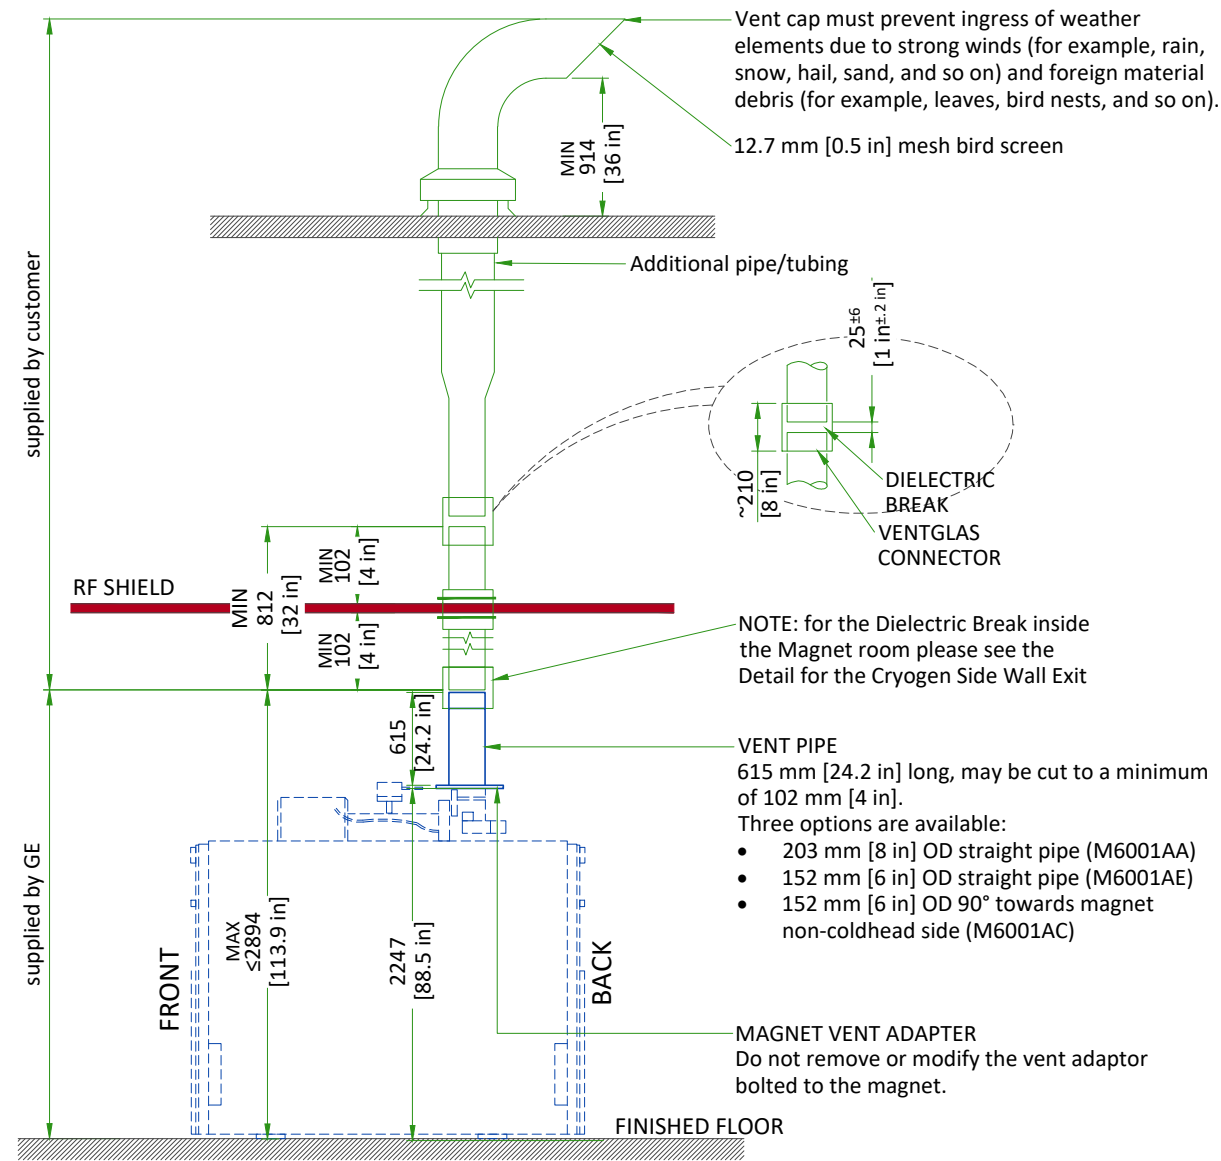 Vent cap must prevent ingress of weather
elements due to strong winds (for example, rain,
snow, hail, sand, and so on) and foreign material
debris (for example, leaves, bird nests, and so on).
12.7 mm [0.5 in] mesh bird screen
MIN
914
[36 in]
supplied by customer
Additional pipe/tubing
25±6
[1 in±.2 in]
~210
[8 in]
DIELECTRIC
BREAK
VENTGLAS
CONNECTOR
MIN
102
[4 in]
RF SHIELD
MIN
812
[32 in]
MIN
102
[4 in]
NOTE: for the Dielectric Break inside
the Magnet room please see the
Detail for the Cryogen Side Wall Exit
615
[24.2 in]
VENT PIPE
615 mm [24.2 in] long, may be cut to a minimum
of 102 mm [4 in].
Three options are available:
• 203 mm [8 in] OD straight pipe (M6001AA)
• 152 mm [6 in] OD straight pipe (M6001AE)
• 152 mm [6 in] OD 90° towards magnet
non-coldhead side (M6001AC)
supplied by GE
FRONT
MAX
≤2894
[113.9 in]
2247
[88.5 in]
BACK
MAGNET VENT ADAPTER
Do not remove or modify the vent adaptor
bolted to the magnet.
FINISHED FLOOR